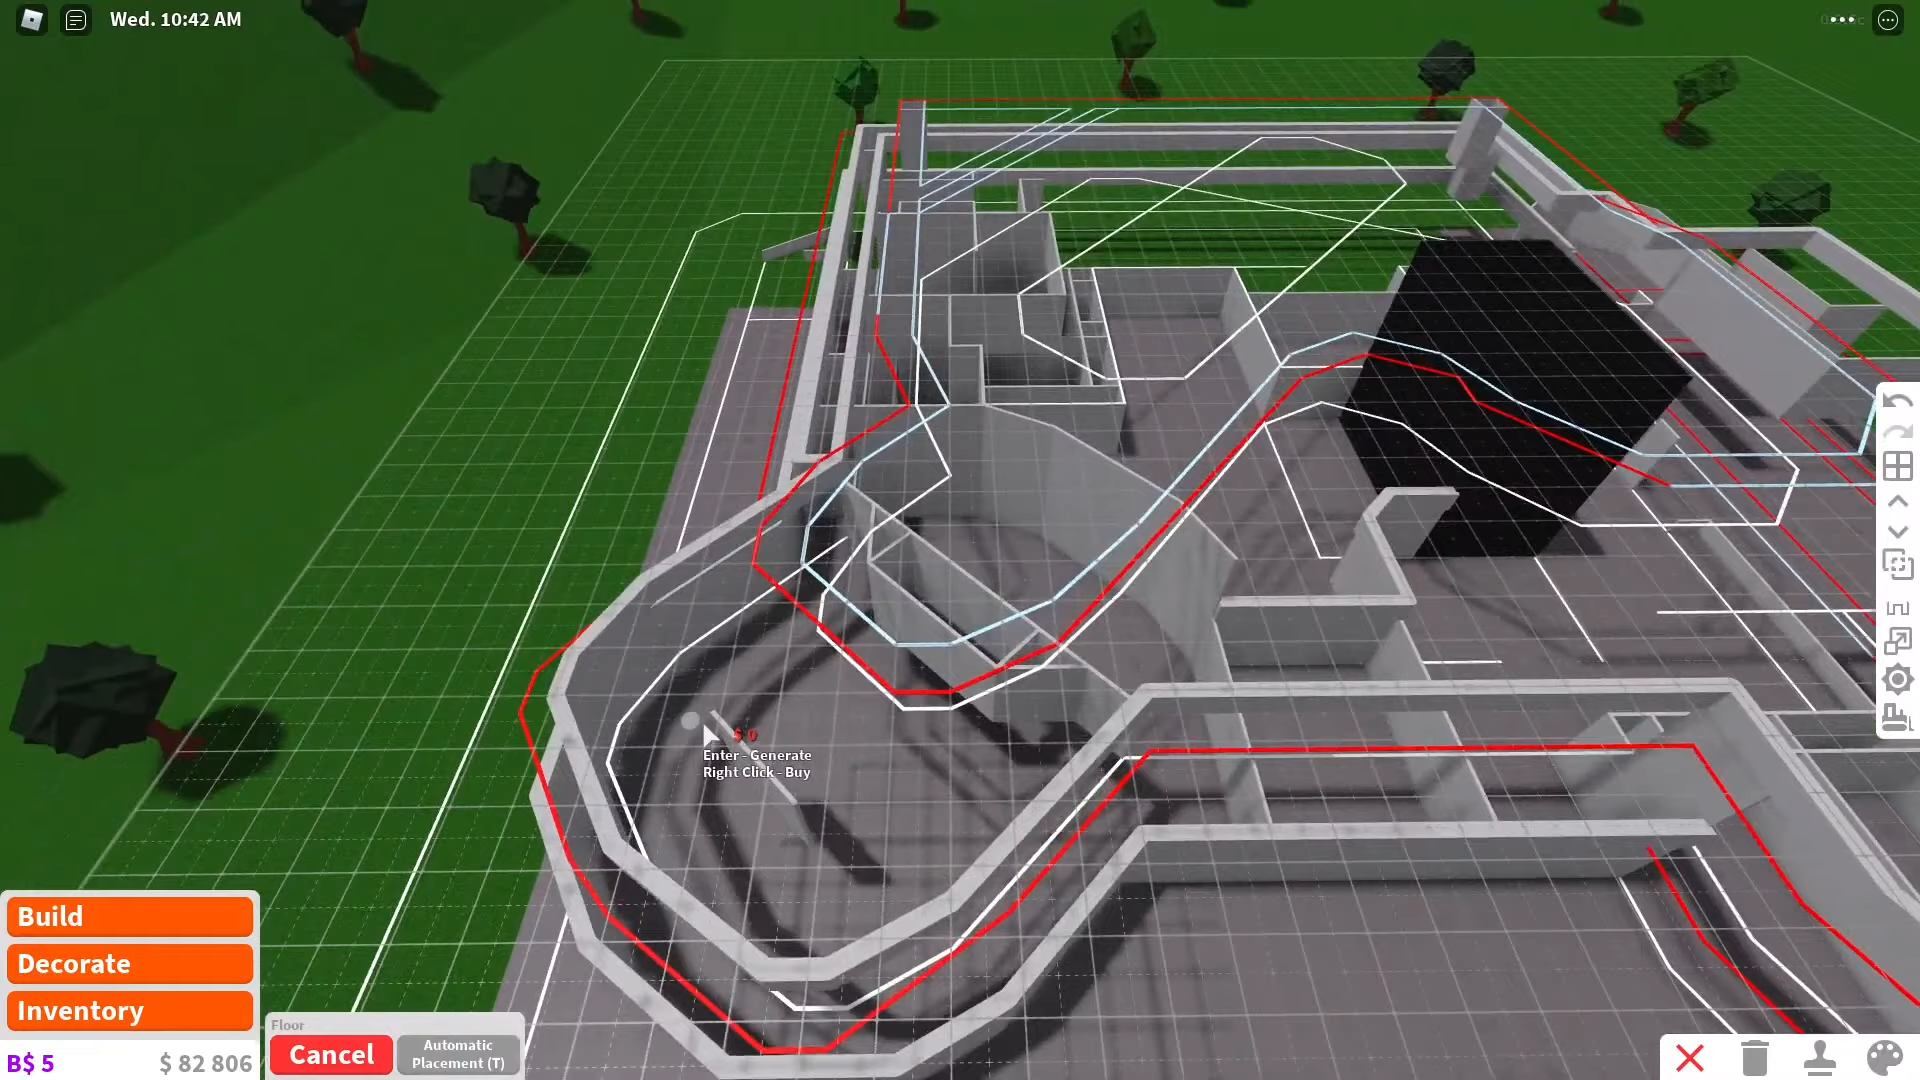 Wed. 10:42 AM
$ 0
Enter - Generate
Right Click - Buy
Build
Decorate
Inventory
B$ 5
$ 82 806
Floor
Cancel
Automatic
Placement (T)